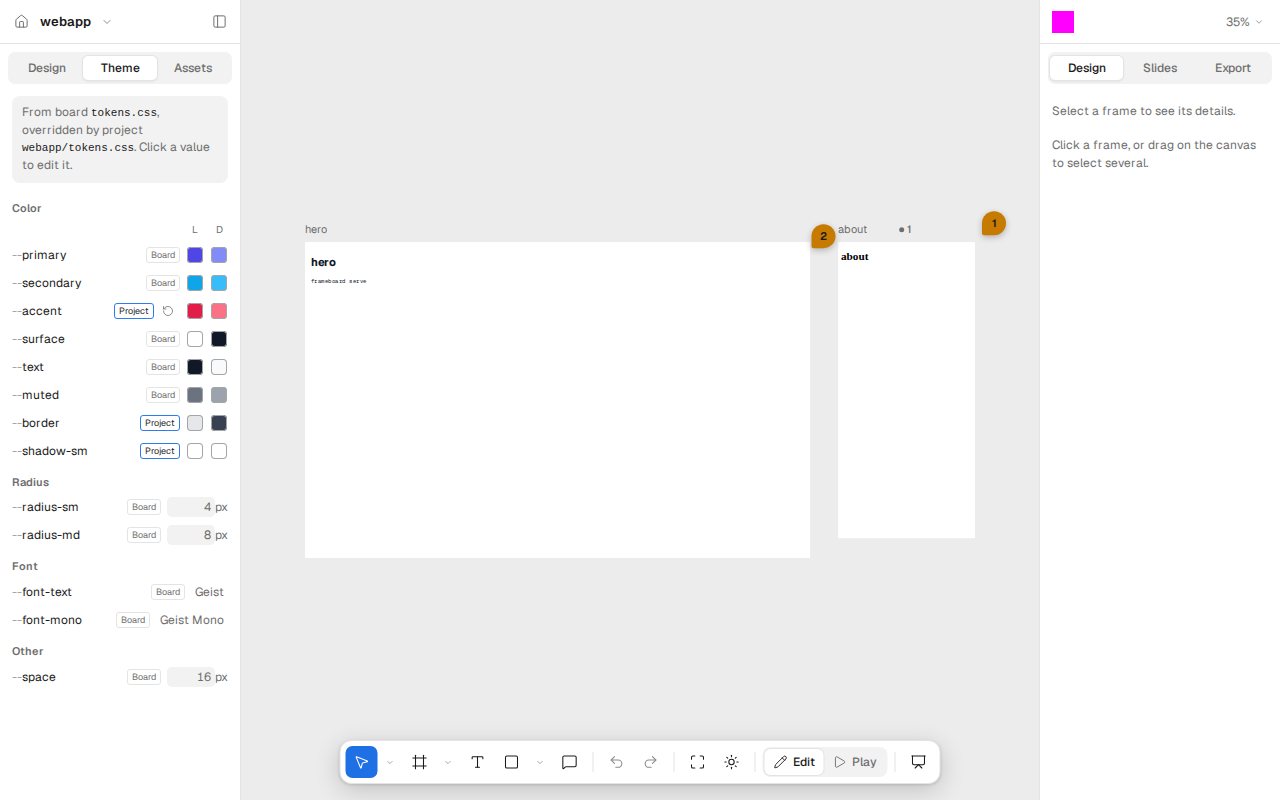 webapp
35%
Design Theme Assets
Design Slides Export
From board tokens.css,
overridden by project
webapp/tokens.css. Click a value
to edit it.
Select a frame to see its details.
Click a frame, or drag on the canvas
to select several.
Color
L D
--primary Board
--secondary Board
--accent Project
--surface Board
--text Board
--muted Board
--border Project
--shadow-sm Project
Radius
--radius-sm Board 4 px
--radius-md Board 8 px
Font
--font-text Board Geist
--font-mono Board Geist Mono
Other
--space Board 16 px
hero
2
about
1
1
hero
frameboard serve
about
Edit Play